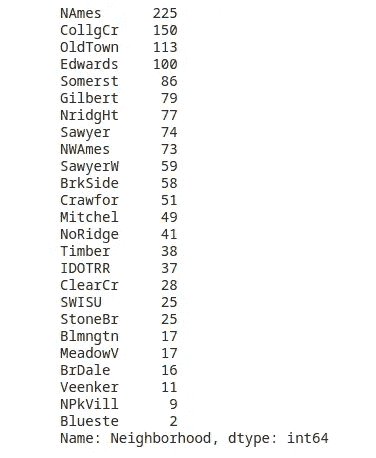 NAmes      225
CollgCr    150
OldTown    113
Edwards    100
Somerst     86
Gilbert     79
NridgHt     77
Sawyer      74
NWAmes      73
SawyerW     59
BrkSide     58
Crawfor     51
Mitchel     49
NoRidge     41
Timber      38
IDOTRR      37
ClearCr     28
SWISU       25
StoneBr     25
Blmngtn     17
MeadowV     17
BrDale      16
Veenker     11
NPkVill      9
Blueste      2
Name: Neighborhood, dtype: int64